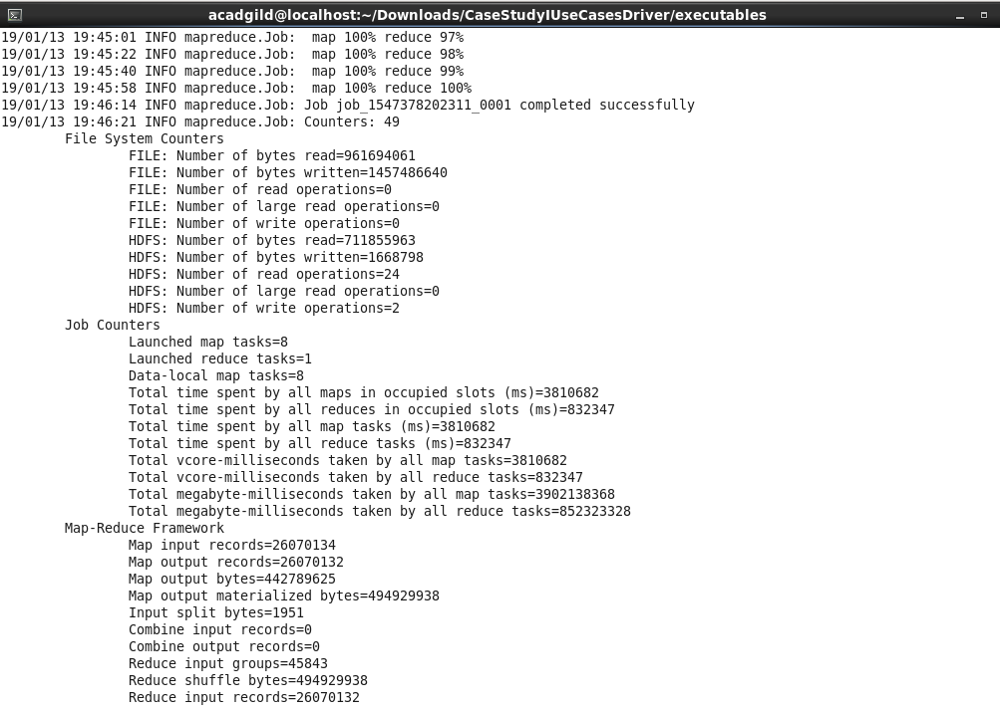 acadgild@localhost:~/Downloads/CaseStudyIUseCasesDriver/executables
19/01/13 19:45:01 INFO mapreduce.Job:  map 100% reduce 97%
19/01/13 19:45:22 INFO mapreduce.Job:  map 100% reduce 98%
19/01/13 19:45:40 INFO mapreduce.Job:  map 100% reduce 99%
19/01/13 19:45:58 INFO mapreduce.Job:  map 100% reduce 100%
19/01/13 19:46:14 INFO mapreduce.Job: Job job_1547378202311_0001 completed successfully
19/01/13 19:46:21 INFO mapreduce.Job: Counters: 49
File System Counters
FILE: Number of bytes read=961694061
FILE: Number of bytes written=1457486640
FILE: Number of read operations=0
FILE: Number of large read operations=0
FILE: Number of write operations=0
HDFS: Number of bytes read=711855963
HDFS: Number of bytes written=1668798
HDFS: Number of read operations=24
HDFS: Number of large read operations=0
HDFS: Number of write operations=2
Job Counters
Launched map tasks=8
Launched reduce tasks=1
Data-local map tasks=8
Total time spent by all maps in occupied slots (ms)=3810682
Total time spent by all reduces in occupied slots (ms)=832347
Total time spent by all map tasks (ms)=3810682
Total time spent by all reduce tasks (ms)=832347
Total vcore-milliseconds taken by all map tasks=3810682
Total vcore-milliseconds taken by all reduce tasks=832347
Total megabyte-milliseconds taken by all map tasks=3902138368
Total megabyte-milliseconds taken by all reduce tasks=852323328
Map-Reduce Framework
Map input records=26070134
Map output records=26070132
Map output bytes=442789625
Map output materialized bytes=494929938
Input split bytes=1951
Combine input records=0
Combine output records=0
Reduce input groups=45843
Reduce shuffle bytes=494929938
Reduce input records=26070132